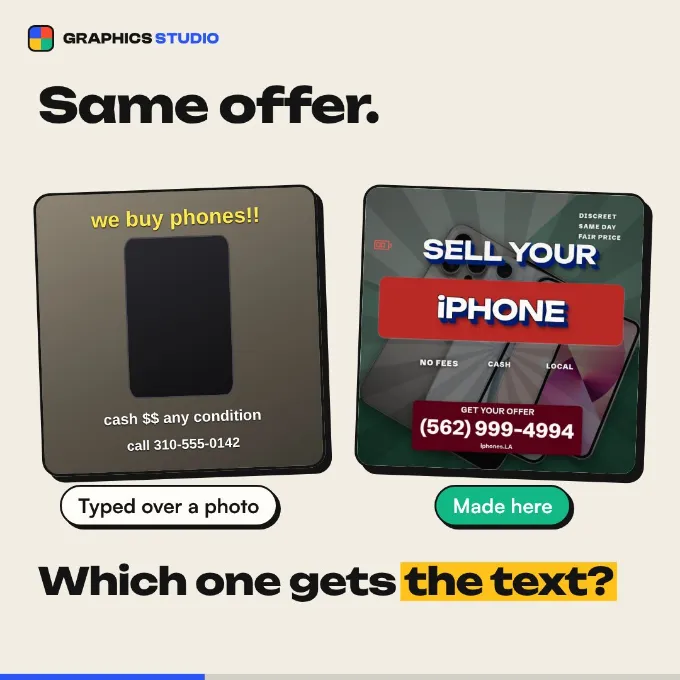 GRAPHICS STUDIO
Same offer.
we buy phones!!
cash $$ any condition
call 310-555-0142
DISCREET
SAME DAY
FAIR PRICE
SELL YOUR
iPHONE
NO FEES CASH LOCAL
GET YOUR OFFER
(562) 999-4994
iphones.LA
Typed over a photo
Made here
Which one gets the text?